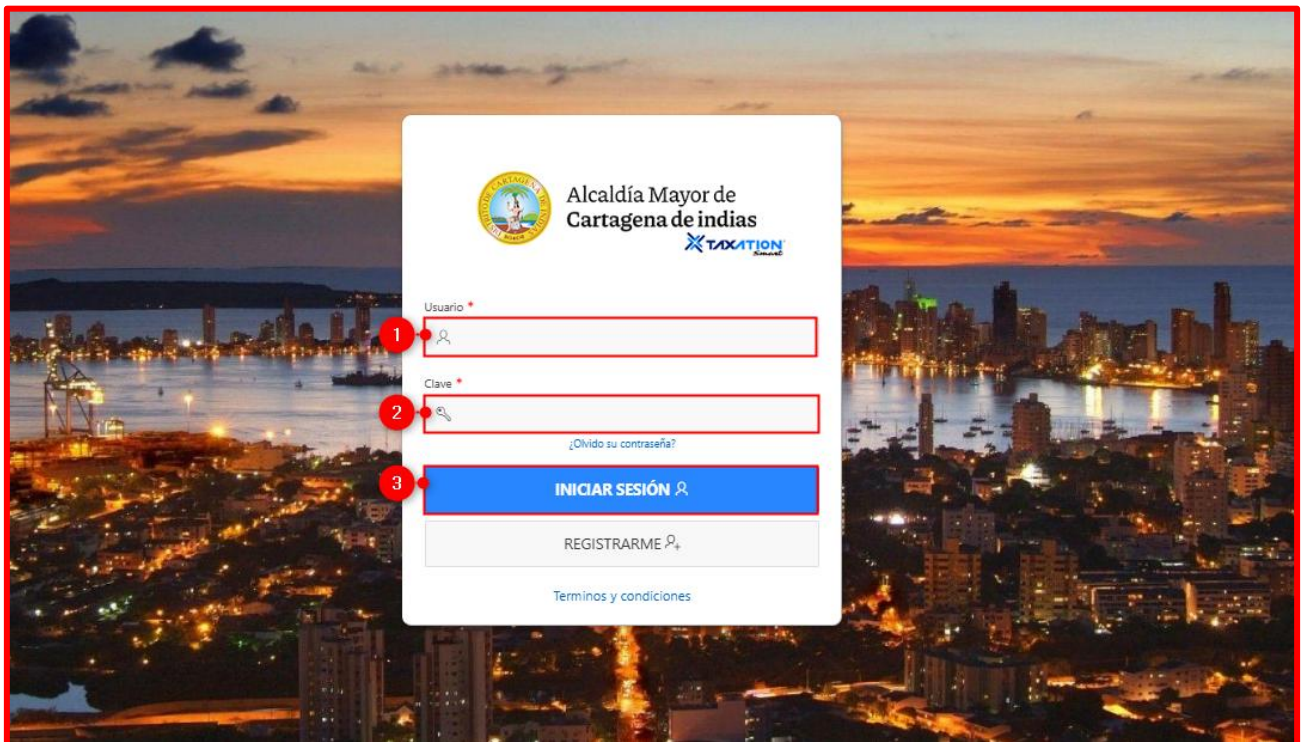 Alcaldía Mayor de
Cartagena de indias
TAXATION
Smart
Usuario *
1
Clave *
2
¿Olvido su contraseña?
3
INICIAR SESIÓN
REGISTRARME
Terminos y condiciones